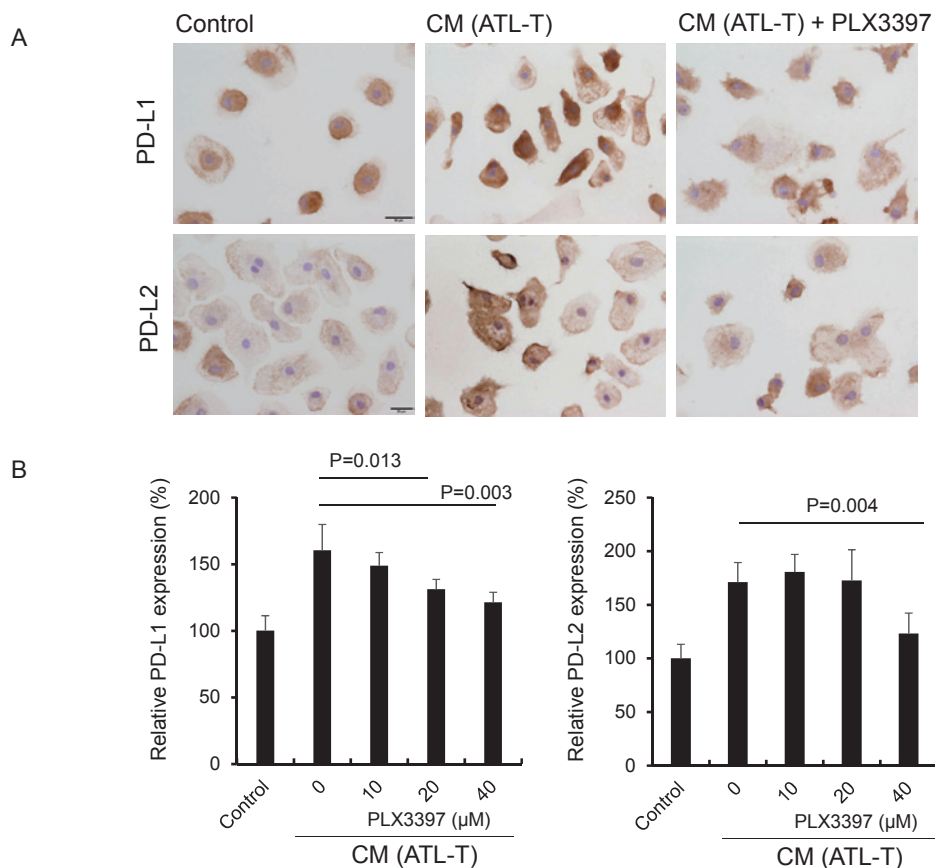 A
Control
CM (ATL-T)
CM (ATL-T) + PLX3397
PD-L1
PD-L2
B
P=0.013
P=0.003
Relative PD-L1 expression (%)
200
150
100
50
0
Control
0
10
20
40
PLX3397 (µM)
CM (ATL-T)
P=0.004
Relative PD-L2 expression (%)
250
200
150
100
50
0
Control
0
10
20
40
PLX3397 (µM)
CM (ATL-T)